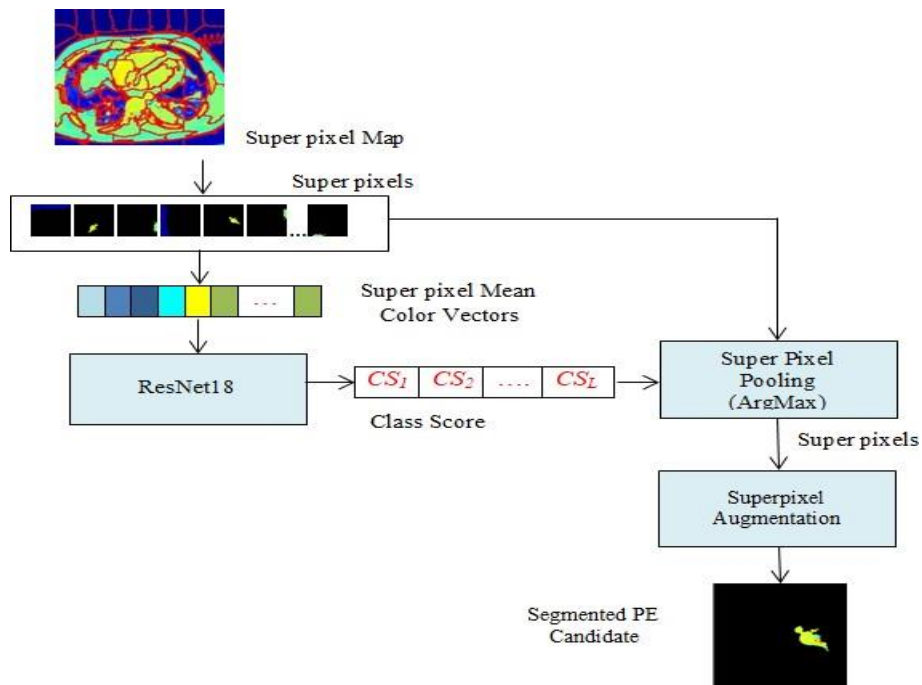 Super pixel Map
Super pixels
....
Super pixel Mean
Color Vectors
...
ResNet18
CS1 CS2 .... CSL
Class Score
Super Pixel
Pooling
(ArgMax)
Super pixels
Superpixel
Augmentation
Segmented PE
Candidate